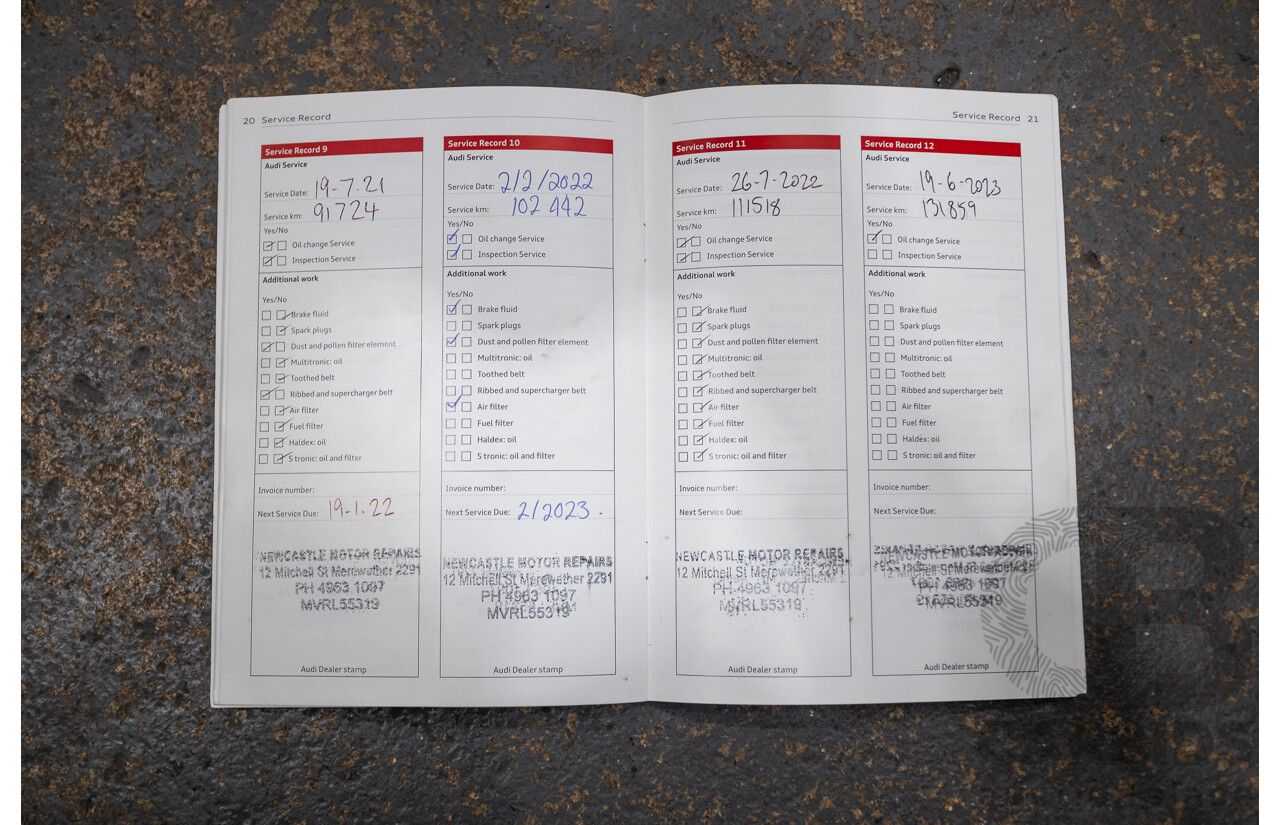 20 Service Record
Service Record 9
Audi Service
Service Date: 19-7-21
Service km: 91724
Yes/No
Oil change Service
Inspection Service
Additional work
Yes/No
Brake fluid
Spark plugs
Dust and pollen filter element
Multitronic: oil
Toothed belt
Ribbed and supercharger belt
Air filter
Fuel filter
Haldex: oil
S tronic: oil and filter
Invoice number:
Next Service Due: 19-1-22
NEWCASTLE MOTOR REPAIRS
12 Mitchell St Merewether 2291
PH 4963 1097
MVRL55319
Audi Dealer stamp
Service Record 10
Audi Service
Service Date: 2/2/2022
Service km: 102 442
Yes/No
Oil change Service
Inspection Service
Additional work
Yes/No
Brake fluid
Spark plugs
Dust and pollen filter element
Multitronic: oil
Toothed belt
Ribbed and supercharger belt
Air filter
Fuel filter
Haldex: oil
S tronic: oil and filter
Invoice number:
Next Service Due: 2/2023.
NEWCASTLE MOTOR REPAIRS
12 Mitchell St Merewether 2291
PH 4963 1097
MVRL55319
Audi Dealer stamp
Service Record 21
Service Record 11
Audi Service
Service Date: 26-7-2022
Service km: 111518
Yes/No
Oil change Service
Inspection Service
Additional work
Yes/No
Brake fluid
Spark plugs
Dust and pollen filter element
Multitronic: oil
Toothed belt
Ribbed and supercharger belt
Air filter
Fuel filter
Haldex: oil
S tronic: oil and filter
Invoice number:
Next Service Due:
NEWCASTLE MOTOR REPAIRS
12 Mitchell St Merewether 2291
PH 4963 1097
MVRL55319
Audi Dealer stamp
Service Record 12
Audi Service
Service Date: 19-6-2023
Service km: 131859
Yes/No
Oil change Service
Inspection Service
Additional work
Yes/No
Brake fluid
Spark plugs
Dust and pollen filter element
Multitronic: oil
Toothed belt
Ribbed and supercharger belt
Air filter
Fuel filter
Haldex: oil
S tronic: oil and filter
Invoice number:
Next Service Due:
12 Mitchell St Merewether
Audi Dealer stamp